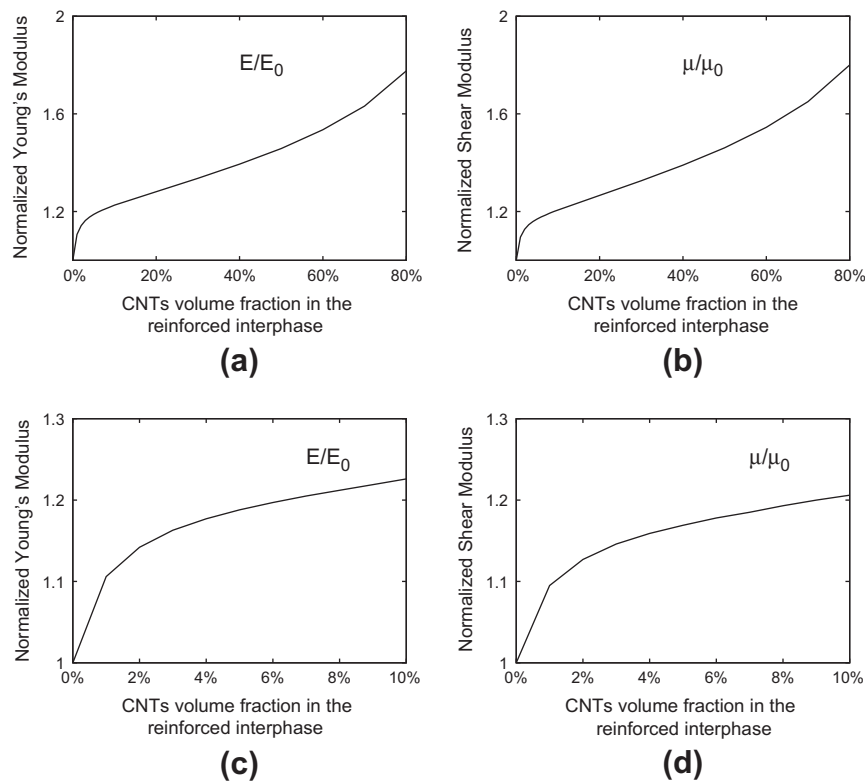 2
1.6
1.2
Normalized Young's Modulus
E/E0
0% 20% 40% 60% 80%
CNTs volume fraction in the
reinforced interphase
(a)
2
1.6
1.2
Normalized Shear Modulus
μ/μ0
0% 20% 40% 60% 80%
CNTs volume fraction in the
reinforced interphase
(b)
1.3
1.2
1.1
1
Normalized Young's Modulus
E/E0
0% 2% 4% 6% 8% 10%
CNTs volume fraction in the
reinforced interphase
(c)
1.3
1.2
1.1
1
Normalized Shear Modulus
μ/μ0
0% 2% 4% 6% 8% 10%
CNTs volume fraction in the
reinforced interphase
(d)